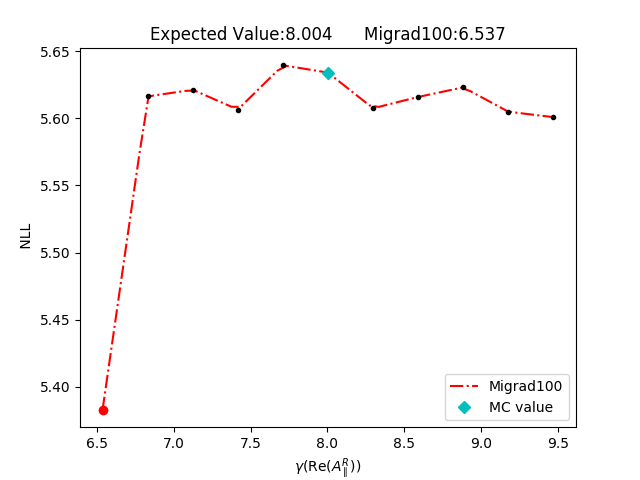 Expected Value:8.004 Migrad100:6.537
5.65
5.60
5.55
5.50
5.45
5.40
NLL
6.5 7.0 7.5 8.0 8.5 9.0 9.5
γ(Re(A^R_∥))
Migrad100
MC value